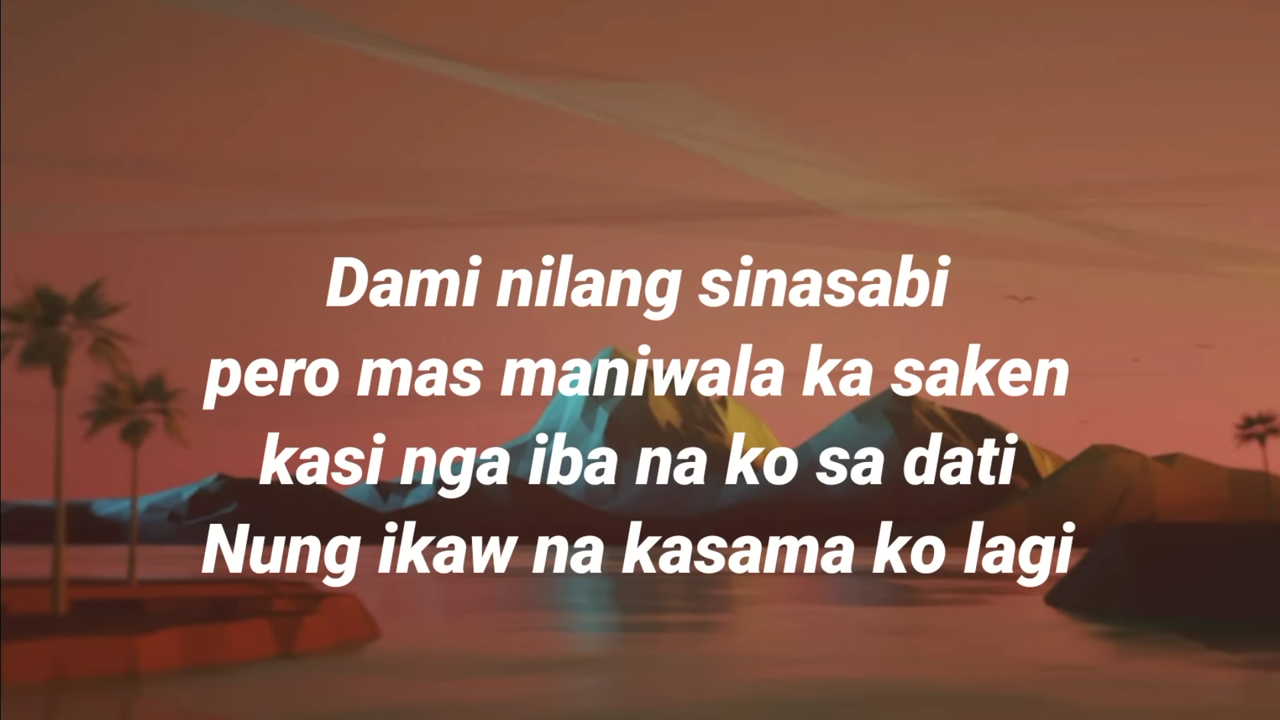 Dami nilang sinasabi
pero mas maniwala ka saken
kasi nga iba na ko sa dati
Nung ikaw na kasama ko lagi